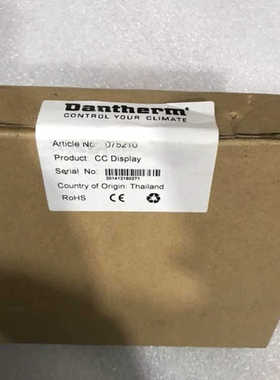 Dantherm®
CONTROL YOUR CLIMATE
Article No: 075210
Product: CC Display
Serial No:
Country of Origin: Thailand
RoHS CE